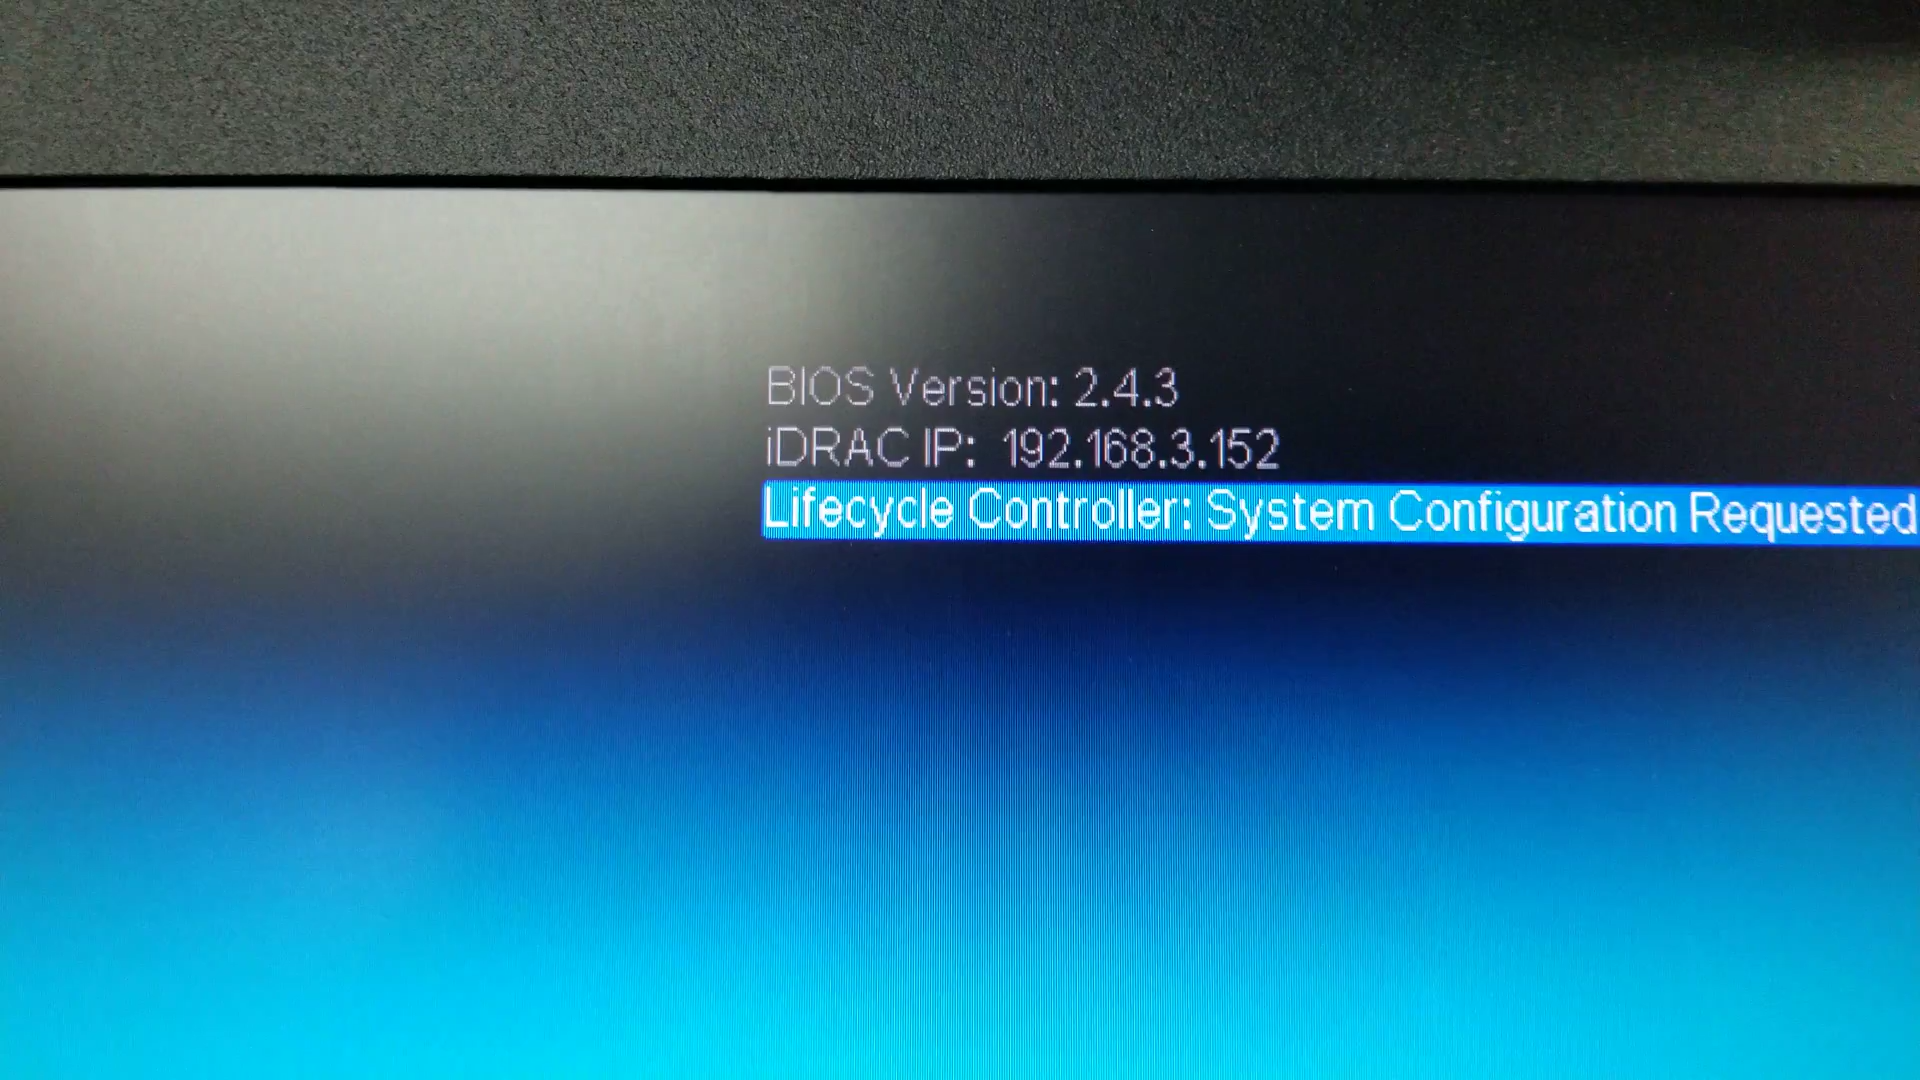 BIOS Version: 2.4.3
iDRAC IP: 192.168.3.152
Lifecycle Controller: System Configuration Requested